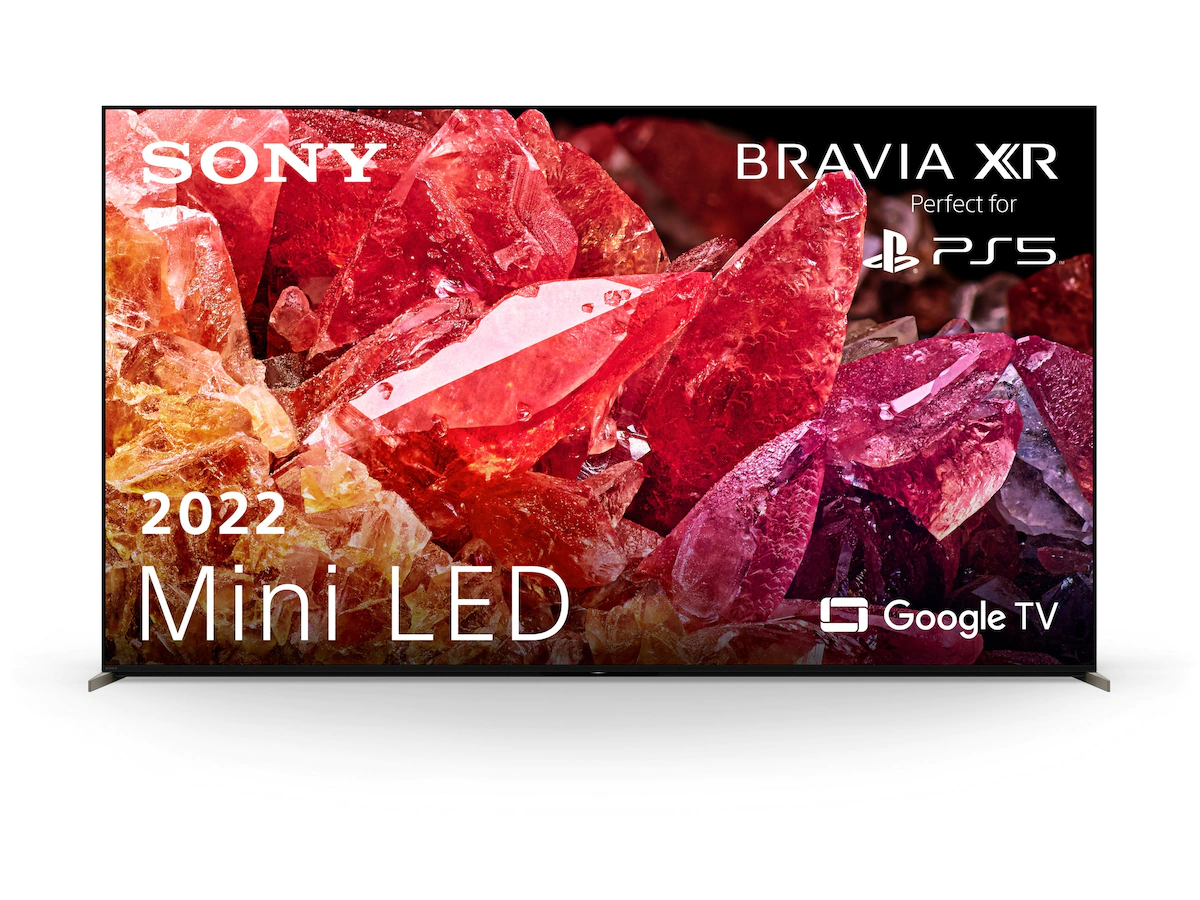 SONY
BRAVIA XR
Perfect for
PS5
2022
Mini LED
Google TV